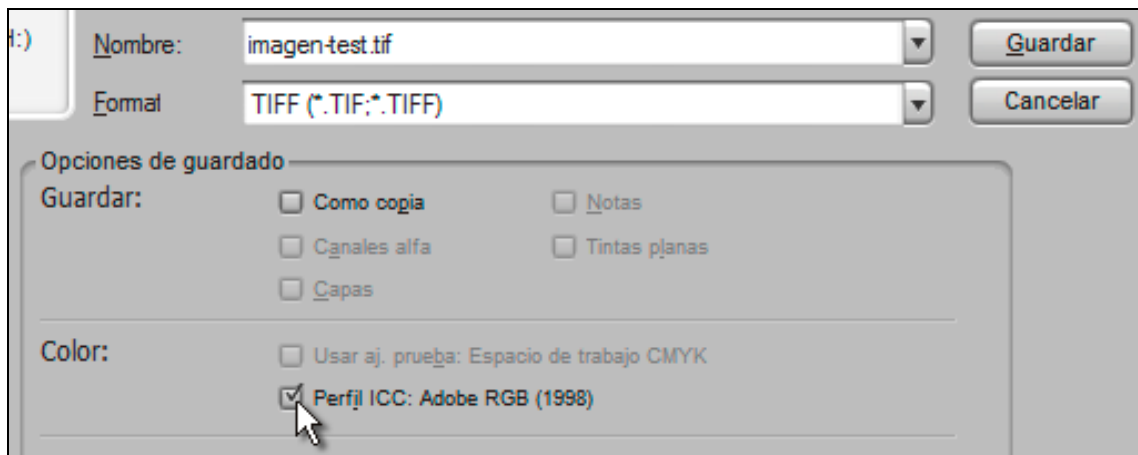 H:)
Nombre: imagen-test.tif Guardar
Format TIFF (*.TIF;*.TIFF) Cancelar
Opciones de guardado
Guardar: Como copia Notas
Canales alfa Tintas planas
Capas
Color: Usar aj. prueba: Espacio de trabajo CMYK
Perfil ICC: Adobe RGB (1998)